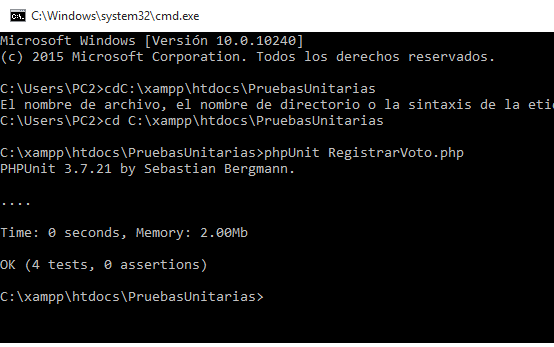 C:\Windows\system32\cmd.exe
Microsoft Windows [Versión 10.0.10240]
(c) 2015 Microsoft Corporation. Todos los derechos reservados.
C:\Users\PC2>cdC:\xampp\htdocs\PruebasUnitarias
El nombre de archivo, el nombre de directorio o la sintaxis de la eti
C:\Users\PC2>cd C:\xampp\htdocs\PruebasUnitarias
C:\xampp\htdocs\PruebasUnitarias>phpUnit RegistrarVoto.php
PHPUnit 3.7.21 by Sebastian Bergmann.
....
Time: 0 seconds, Memory: 2.00Mb
OK (4 tests, 0 assertions)
C:\xampp\htdocs\PruebasUnitarias>